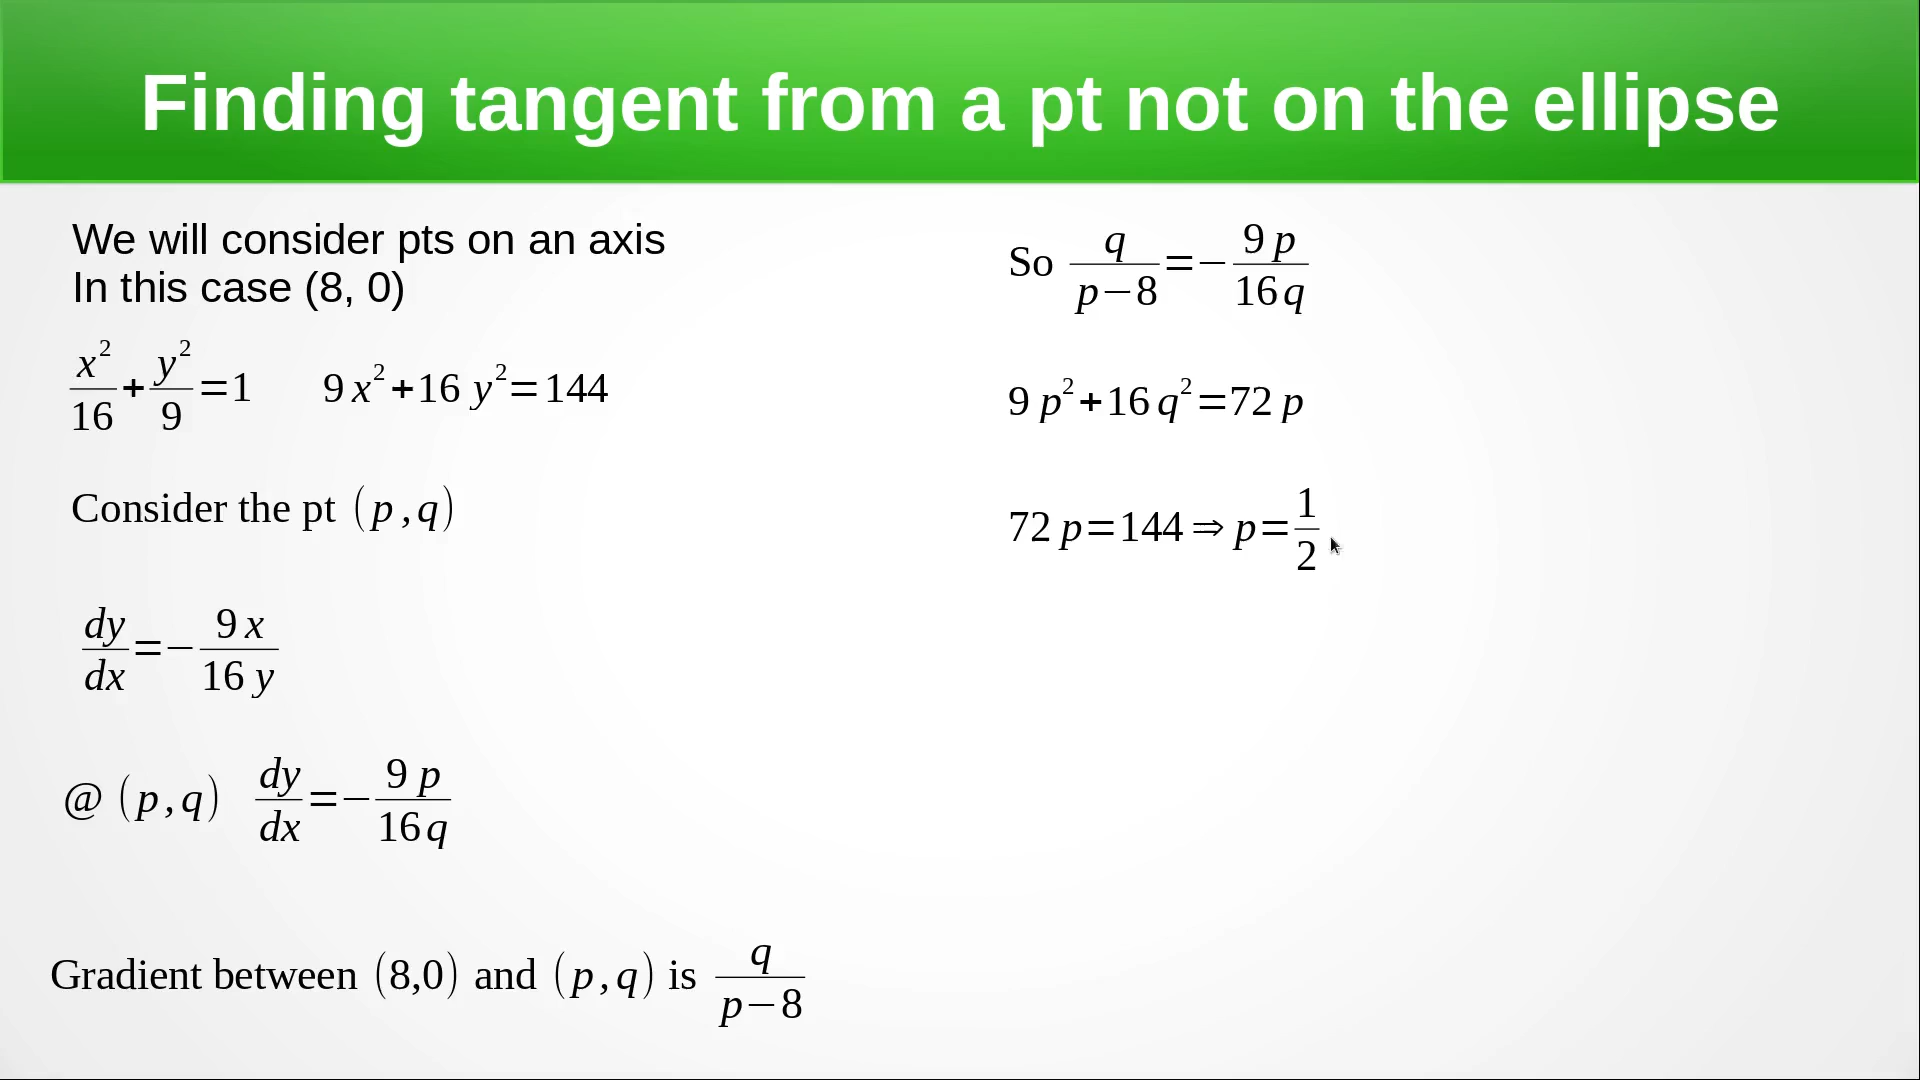 Finding tangent from a pt not on the ellipse
We will consider pts on an axis
In this case (8, 0)
x²/16 + y²/9 = 1    9x² + 16y² = 144
Consider the pt (p, q)
dy/dx = − 9x/16y
@ (p, q) dy/dx = − 9p/16q
Gradient between (8,0) and (p, q) is q/(p−8)
So q/(p−8) = − 9p/16q
9p² + 16q² = 72p
72p = 144 ⇒ p = 1/2